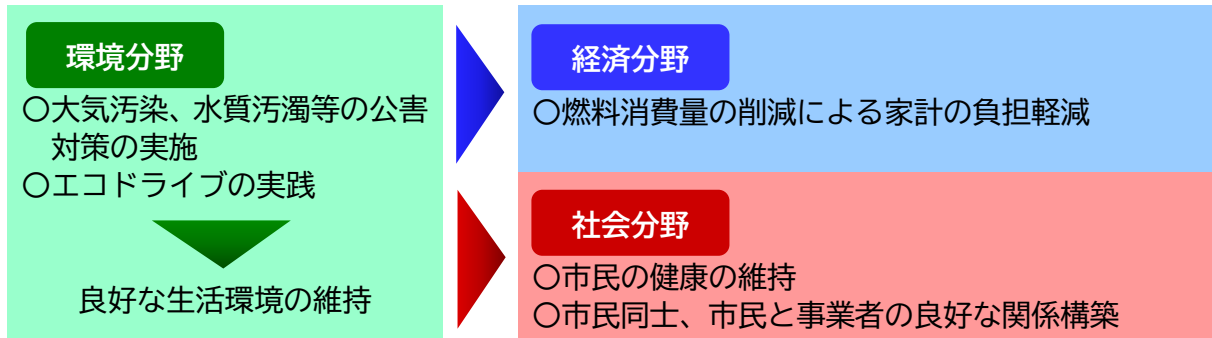 環境分野
〇大気汚染、水質汚濁等の公害
対策の実施
〇エコドライブの実践
良好な生活環境の維持
経済分野
〇燃料消費量の削減による家計の負担軽減
社会分野
〇市民の健康の維持
〇市民同士、市民と事業者の良好な関係構築